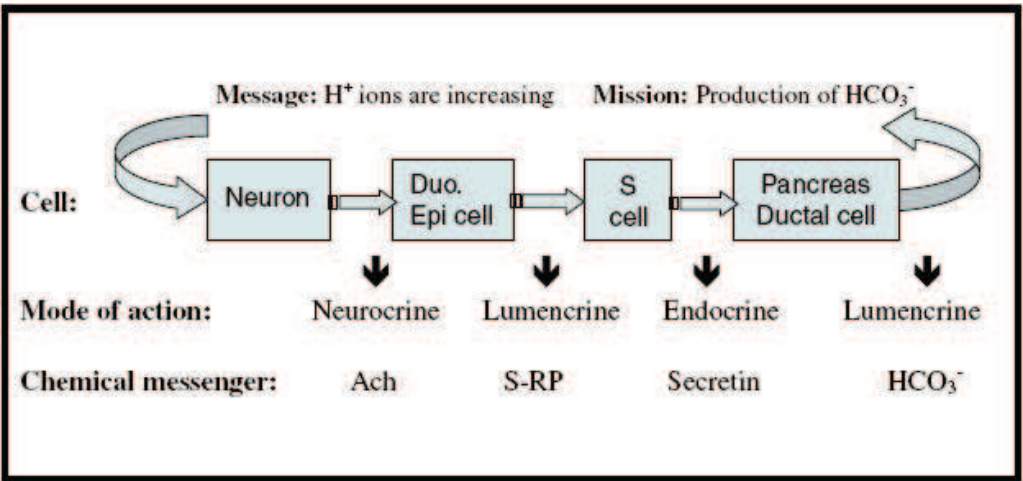 Message: H⁺ ions are increasing Mission: Production of HCO₃⁻
Cell: Neuron Duo. Epi cell S cell Pancreas Ductal cell
Mode of action: Neurocrine Lumencrine Endocrine Lumencrine
Chemical messenger: Ach S-RP Secretin HCO₃⁻